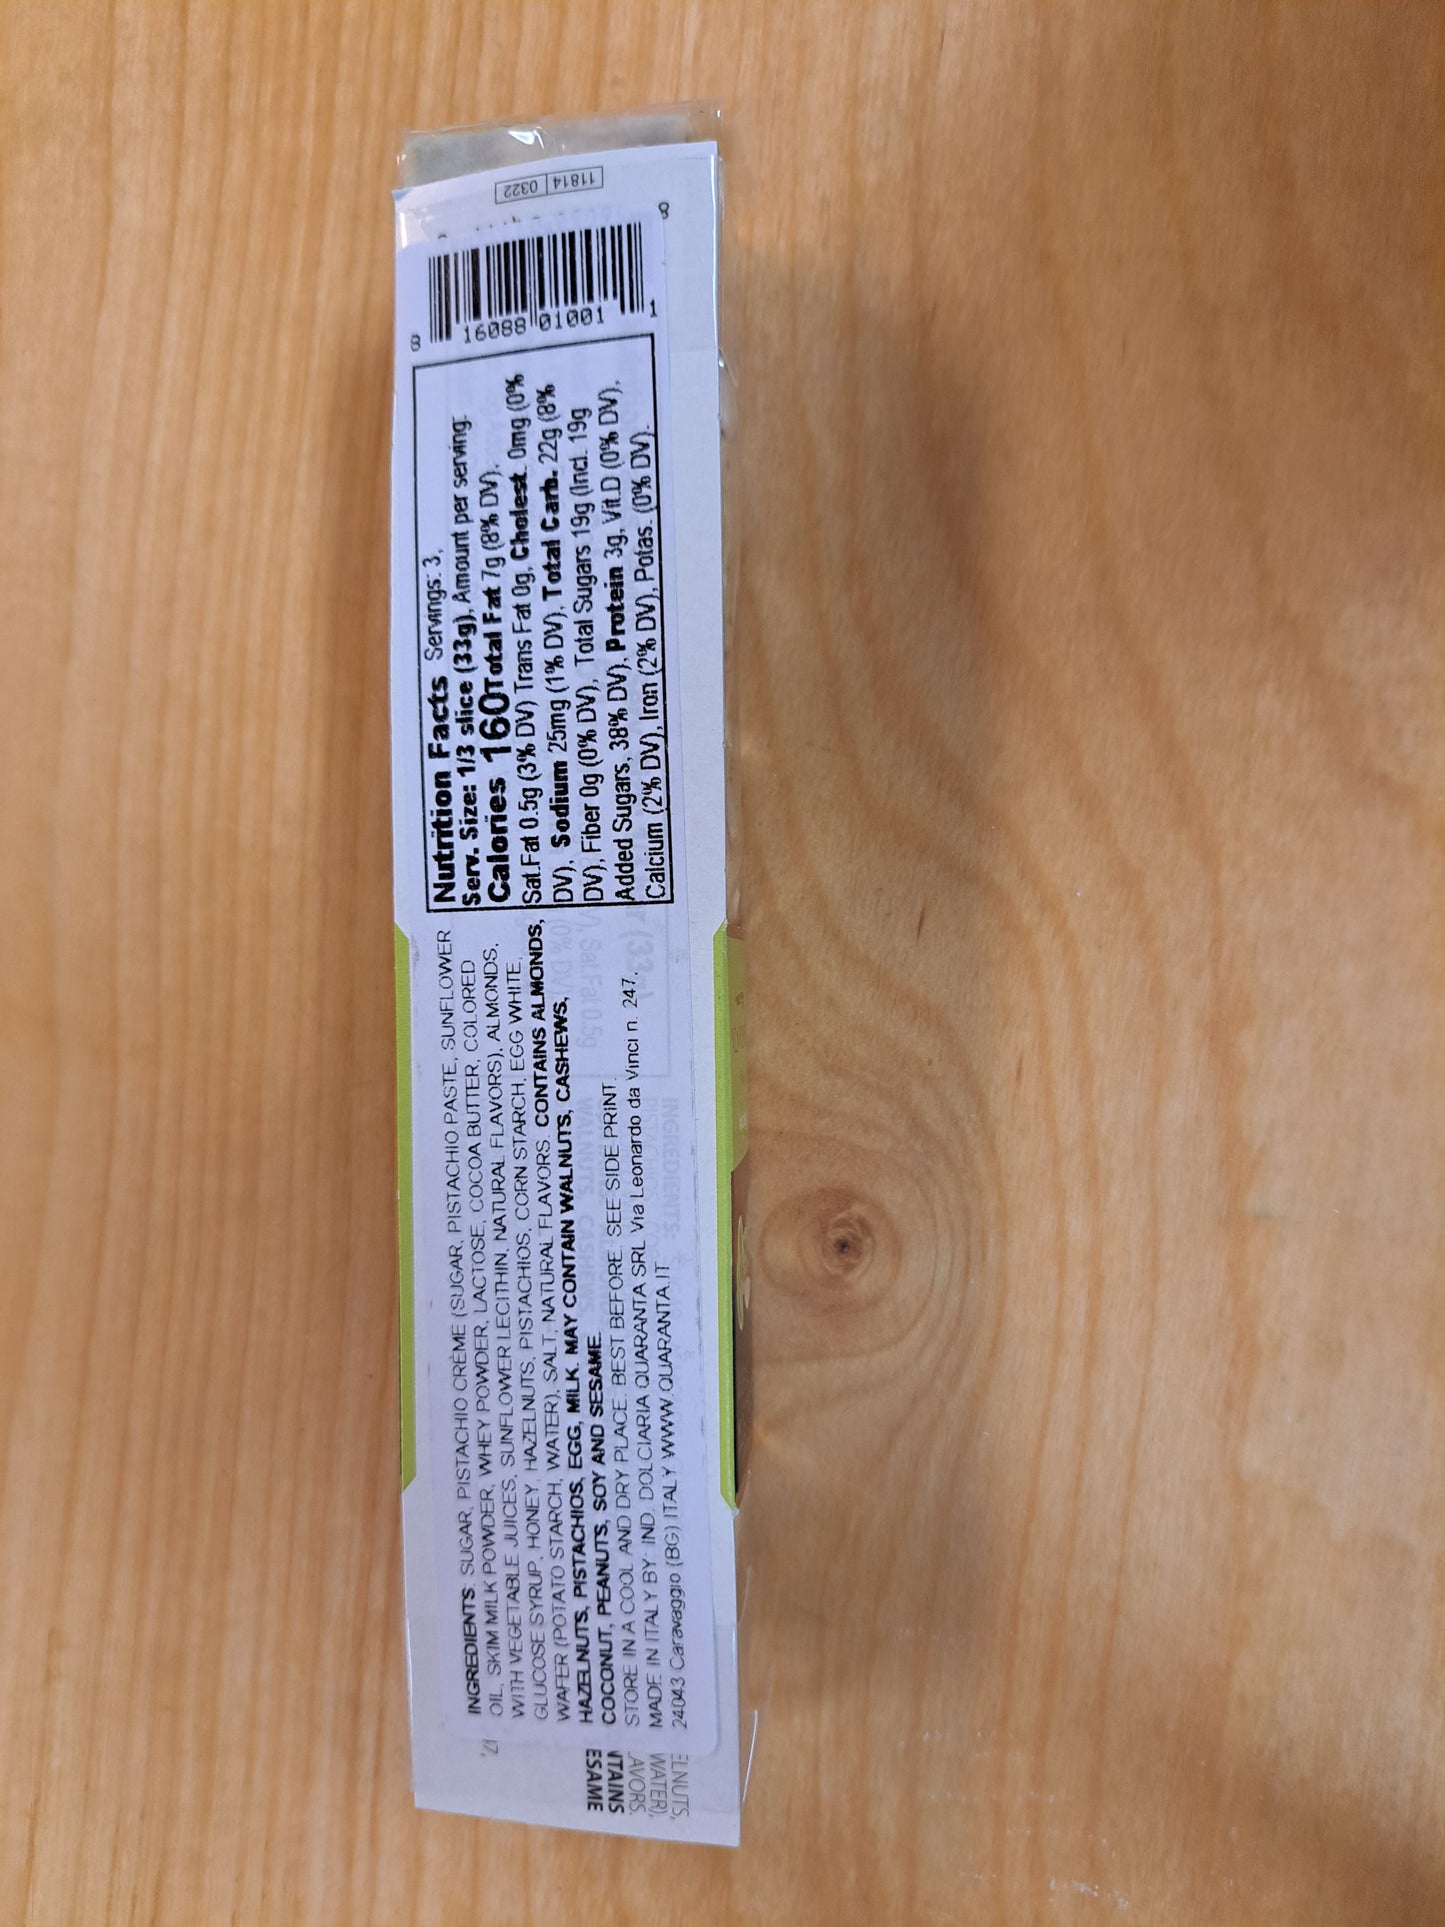 INGREDIENTS: SUGAR, PISTACHIO CRÈME (SUGAR, PISTACHIO PASTE, SUNFLOWER
OIL, SKIM MILK POWDER, WHEY POWDER, LACTOSE, COCOA BUTTER, COLORED
WITH VEGETABLE JUICES, SUNFLOWER LECITHIN, NATURAL FLAVORS), ALMONDS,
GLUCOSE SYRUP, HONEY, HAZELNUTS, PISTACHIOS, CORN STARCH, EGG WHITE,
WAFER (POTATO STARCH, WATER), SALT, NATURAL FLAVORS. CONTAINS ALMONDS,
HAZELNUTS, PISTACHIOS, EGG, MILK. MAY CONTAIN WALNUTS, CASHEWS,
COCONUT, PEANUTS, SOY AND SESAME.
STORE IN A COOL AND DRY PLACE. BEST BEFORE: SEE SIDE PRINT.
MADE IN ITALY BY: IND. DOLCIARIA QUARANTA SRL Via Leonardo da Vinci n. 247,
24043 Caravaggio (BG) ITALY WWW.QUARANTA.IT
Nutrition Facts Servings: 3,
Serv. Size: 1/3 slice (33g), Amount per serving:
Calories 160 Total Fat 7g (8% DV),
Sat.Fat 0.5g (3% DV) Trans Fat 0g, Cholest. 0mg (0%
DV), Sodium 25mg (1% DV), Total Carb. 22g (8%
DV), Fiber 0g (0% DV), Total Sugars 19g (Incl. 19g
Added Sugars, 38% DV), Protein 3g, Vit.D (0% DV),
Calcium (2% DV), Iron (2% DV), Potas. (0% DV).
8 16088 01001 1
11814 0322
8
17,
ELNUTS,
WATER),
AVORS.
NTAINS
ESAME